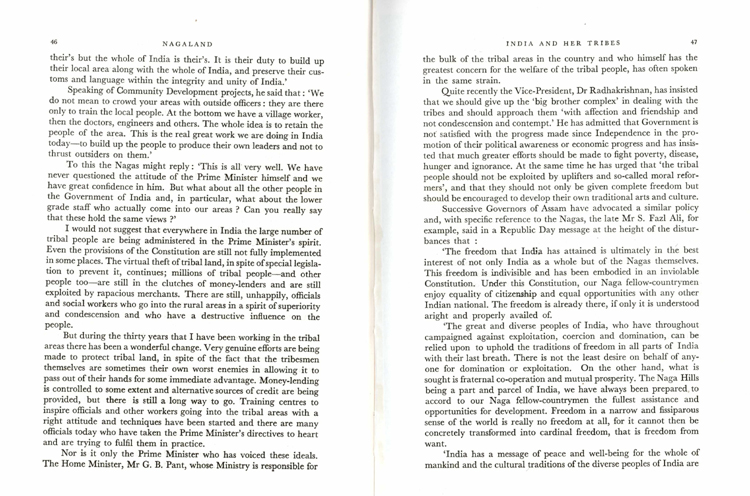 46
NAGALAND
their's but the whole of India is their's. It is their duty to build up
their local area along with the whole of India, and preserve their cus-
toms and language within the integrity and unity of India.'
Speaking of Community Development projects, he said that : 'We
do not mean to crowd your areas with outside officers : they are there
only to train the local people. At the bottom we have a village worker,
then the doctors, engineers and others. The whole idea is to retain the
people of the area. This is the real great work we are doing in India
today—to build up the people to produce their own leaders and not to
thrust outsiders on them.'
To this the Nagas might reply : 'This is all very well. We have
never questioned the attitude of the Prime Minister himself and we
have great confidence in him. But what about all the other people in
the Government of India and, in particular, what about the lower
grade staff who actually come into our areas ? Can you really say
that these hold the same views ?'
I would not suggest that everywhere in India the large number of
tribal people are being administered in the Prime Minister's spirit.
Even the provisions of the Constitution are still not fully implemented
in some places. The virtual theft of tribal land, in spite of special legisla-
tion to prevent it, continues; millions of tribal people—and other
people too—are still in the clutches of money-lenders and are still
exploited by rapacious merchants. There are still, unhappily, officials
and social workers who go into the rural areas in a spirit of superiority
and condescension and who have a destructive influence on the
people.
But during the thirty years that I have been working in the tribal
areas there has been a wonderful change. Very genuine efforts are being
made to protect tribal land, in spite of the fact that the tribesmen
themselves are sometimes their own worst enemies in allowing it to
pass out of their hands for some immediate advantage. Money-lending
is controlled to some extent and alternative sources of credit are being
provided, but there is still a long way to go. Training centres to
inspire officials and other workers going into the tribal areas with a
right attitude and techniques have been started and there are many
officials today who have taken the Prime Minister's directives to heart
and are trying to fulfil them in practice.
Nor is it only the Prime Minister who has voiced these ideals.
The Home Minister, Mr G. B. Pant, whose Ministry is responsible for
INDIA AND HER TRIBES
47
the bulk of the tribal areas in the country and who himself has the
greatest concern for the welfare of the tribal people, has often spoken
in the same strain.
Quite recently the Vice-President, Dr Radhakrishnan, has insisted
that we should give up the 'big brother complex' in dealing with the
tribes and should approach them 'with affection and friendship and
not condescension and contempt.' He has admitted that Government is
not satisfied with the progress made since Independence in the pro-
motion of their political awareness or economic progress and has insis-
ted that much greater efforts should be made to fight poverty, disease,
hunger and ignorance. At the same time he has urged that 'the tribal
people should not be exploited by uplifters and so-called moral refor-
mers', and that they should not only be given complete freedom but
should be encouraged to develop their own traditional arts and culture.
Successive Governors of Assam have advocated a similar policy
and, with specific reference to the Nagas, the late Mr S. Fazl Ali, for
example, said in a Republic Day message at the height of the distur-
bances that :
'The freedom that India has attained is ultimately in the best
interest of not only India as a whole but of the Nagas themselves.
This freedom is indivisible and has been embodied in an inviolable
Constitution. Under this Constitution, our Naga fellow-countrymen
enjoy equality of citizenship and equal opportunities with any other
Indian national. The freedom is already there, if only it is understood
aright and properly availed of.
'The great and diverse peoples of India, who have throughout
campaigned against exploitation, coercion and domination, can be
relied upon to uphold the traditions of freedom in all parts of India
with their last breath. There is not the least desire on behalf of any-
one for domination or exploitation. On the other hand, what is
sought is fraternal co-operation and mutual prosperity. The Naga Hills
being a part and parcel of India, we have always been prepared to
accord to our Naga fellow-countrymen the fullest assistance and
opportunities for development. Freedom in a narrow and fissiparous
sense of the world is really no freedom at all, for it cannot then be
concretely transformed into cardinal freedom, that is freedom from
want.
'India has a message of peace and well-being for the whole of
mankind and the cultural traditions of the diverse peoples of India are